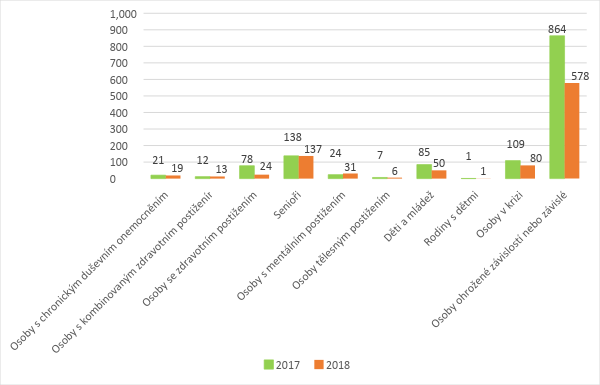 1,000
900
800
700
600
500
400
300
200
100
0
21 19
12 13
78 24
138 137
24 31
7 6
85 50
1 1
109 80
864 578
Osoby s chronickým duševním onemocněním
Osoby s kombinovaným zdravotním postižením
Osoby se zdravotním postižením
Senioři
Osoby s mentálním postižením
Osoby tělesným postižením
Děti a mládež
Rodiny s dětmi
Osoby v krizi
Osoby ohrožené závislostí nebo závislé
2017 2018